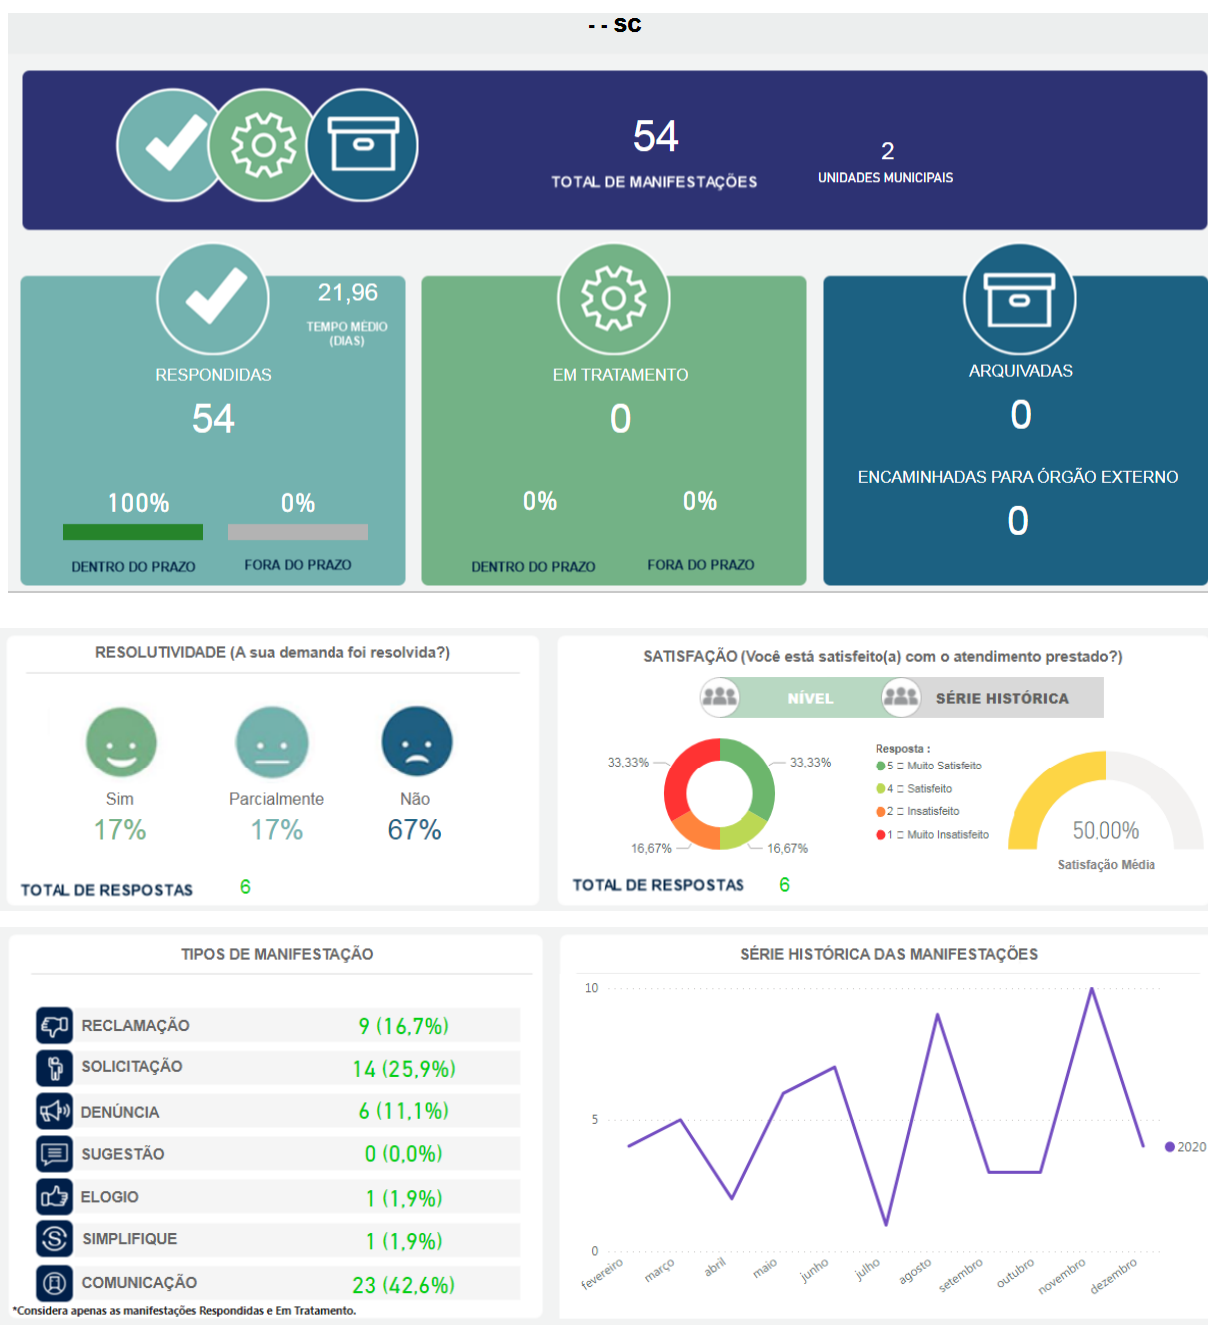 - - SC
54
TOTAL DE MANIFESTAÇÕES
2
UNIDADES MUNICIPAIS
21,96
TEMPO MÉDIO
(DIAS)
RESPONDIDAS
54
100%
0%
DENTRO DO PRAZO
FORA DO PRAZO
EM TRATAMENTO
0
0%
0%
DENTRO DO PRAZO
FORA DO PRAZO
ARQUIVADAS
0
ENCAMINHADAS PARA ÓRGÃO EXTERNO
0
RESOLUTIVIDADE (A sua demanda foi resolvida?)
Sim
17%
Parcialmente
17%
Não
67%
TOTAL DE RESPOSTAS 6
SATISFAÇÃO (Você está satisfeito(a) com o atendimento prestado?)
NÍVEL
SÉRIE HISTÓRICA
33,33%
33,33%
16,67%
16,67%
Resposta :
5 □ Muito Satisfeito
4 □ Satisfeito
2 □ Insatisfeito
1 □ Muito Insatisfeito
50,00%
Satisfação Média
TOTAL DE RESPOSTAS 6
TIPOS DE MANIFESTAÇÃO
RECLAMAÇÃO 9 (16,7%)
SOLICITAÇÃO 14 (25,9%)
DENÚNCIA 6 (11,1%)
SUGESTÃO 0 (0,0%)
ELOGIO 1 (1,9%)
SIMPLIFIQUE 1 (1,9%)
COMUNICAÇÃO 23 (42,6%)
*Considera apenas as manifestações Respondidas e Em Tratamento.
SÉRIE HISTÓRICA DAS MANIFESTAÇÕES
10
5
0
2020
fevereiro março abril maio junho julho agosto setembro outubro novembro dezembro